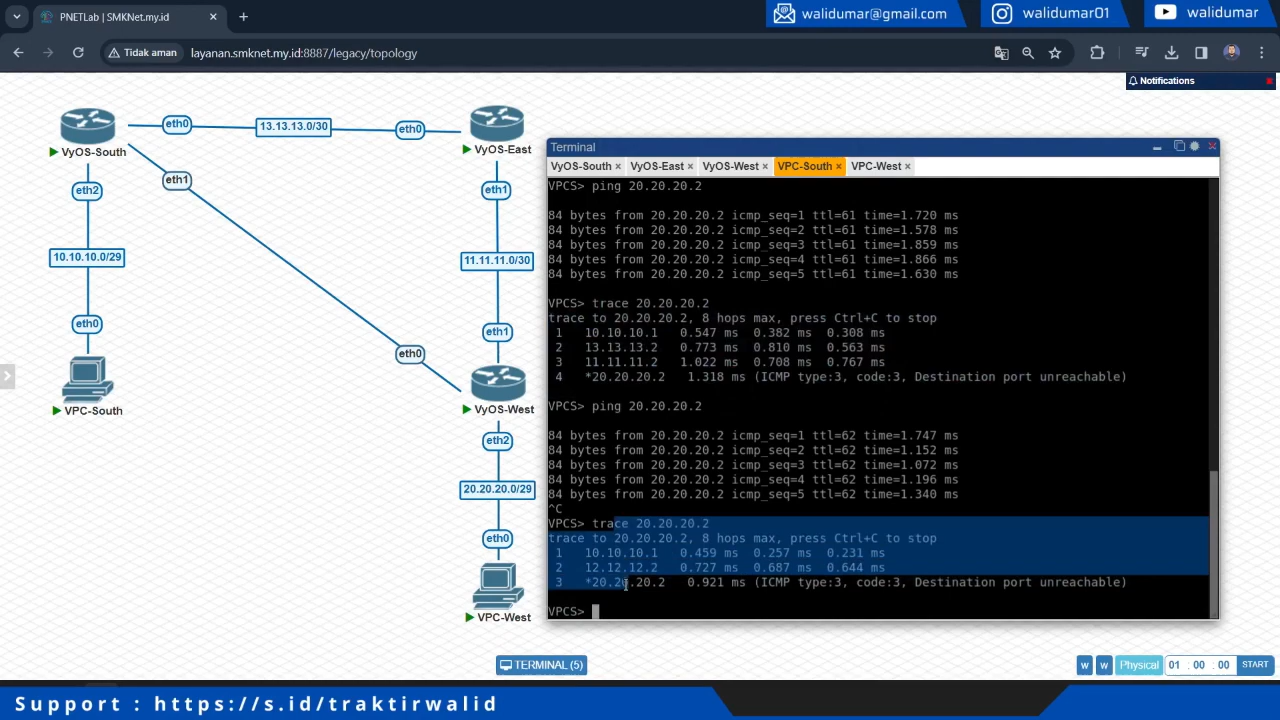 PNETLab | SMKNet.my.id
walidumar@gmail.com
walidumar01
walidumar
Tidak aman
layanan.smknet.my.id:8887/legacy/topology
Notifications
VyOS-South
eth0
13.13.13.0/30
eth0
VyOS-East
eth2
eth1
eth1
10.10.10.0/29
11.11.11.0/30
eth0
eth1
eth0
VPC-South
VyOS-West
eth2
20.20.20.0/29
eth0
VPC-West
Terminal
VyOS-South × VyOS-East × VyOS-West × VPC-South × VPC-West ×
VPCS> ping 20.20.20.2
84 bytes from 20.20.20.2 icmp_seq=1 ttl=61 time=1.720 ms
84 bytes from 20.20.20.2 icmp_seq=2 ttl=61 time=1.578 ms
84 bytes from 20.20.20.2 icmp_seq=3 ttl=61 time=1.859 ms
84 bytes from 20.20.20.2 icmp_seq=4 ttl=61 time=1.866 ms
84 bytes from 20.20.20.2 icmp_seq=5 ttl=61 time=1.630 ms
VPCS> trace 20.20.20.2
trace to 20.20.20.2, 8 hops max, press Ctrl+C to stop
1 10.10.10.1 0.547 ms 0.382 ms 0.308 ms
2 13.13.13.2 0.773 ms 0.810 ms 0.563 ms
3 11.11.11.2 1.022 ms 0.708 ms 0.767 ms
4 *20.20.20.2 1.318 ms (ICMP type:3, code:3, Destination port unreachable)
VPCS> ping 20.20.20.2
84 bytes from 20.20.20.2 icmp_seq=1 ttl=62 time=1.747 ms
84 bytes from 20.20.20.2 icmp_seq=2 ttl=62 time=1.152 ms
84 bytes from 20.20.20.2 icmp_seq=3 ttl=62 time=1.072 ms
84 bytes from 20.20.20.2 icmp_seq=4 ttl=62 time=1.196 ms
84 bytes from 20.20.20.2 icmp_seq=5 ttl=62 time=1.340 ms
^C
VPCS> trace 20.20.20.2
trace to 20.20.20.2, 8 hops max, press Ctrl+C to stop
1 10.10.10.1 0.459 ms 0.257 ms 0.231 ms
2 12.12.12.2 0.727 ms 0.687 ms 0.644 ms
3 *20.20.20.2 0.921 ms (ICMP type:3, code:3, Destination port unreachable)
VPCS>
TERMINAL (5)
w w Physical 01 : 00 : 00 START
Support : https://s.id/traktirwalid